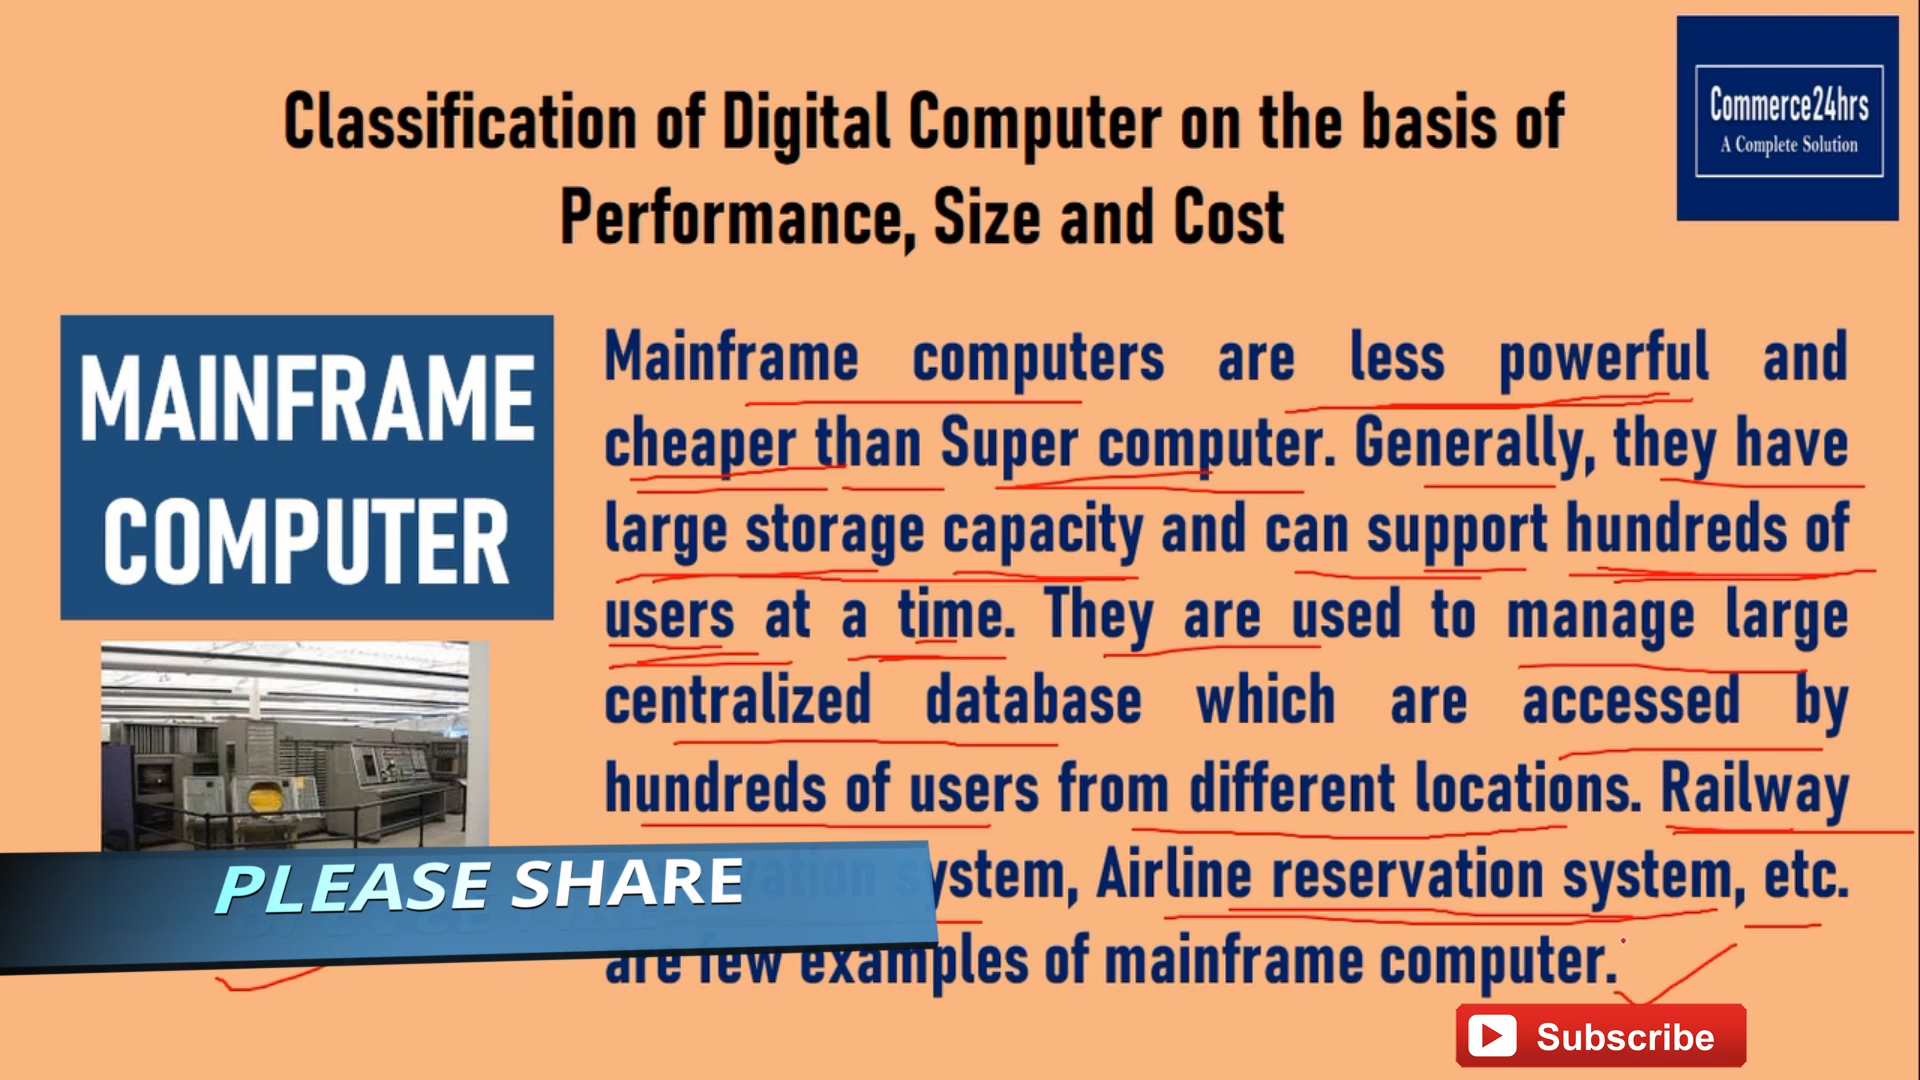 Classification of Digital Computer on the basis of
Performance, Size and Cost
Commerce24hrs
A Complete Solution
MAINFRAME
COMPUTER
Mainframe computers are less powerful and
cheaper than Super computer. Generally, they have
large storage capacity and can support hundreds of
users at a time. They are used to manage large
centralized database which are accessed by
hundreds of users from different locations. Railway
system, Airline reservation system, etc.
are few examples of mainframe computer.
PLEASE SHARE
Subscribe